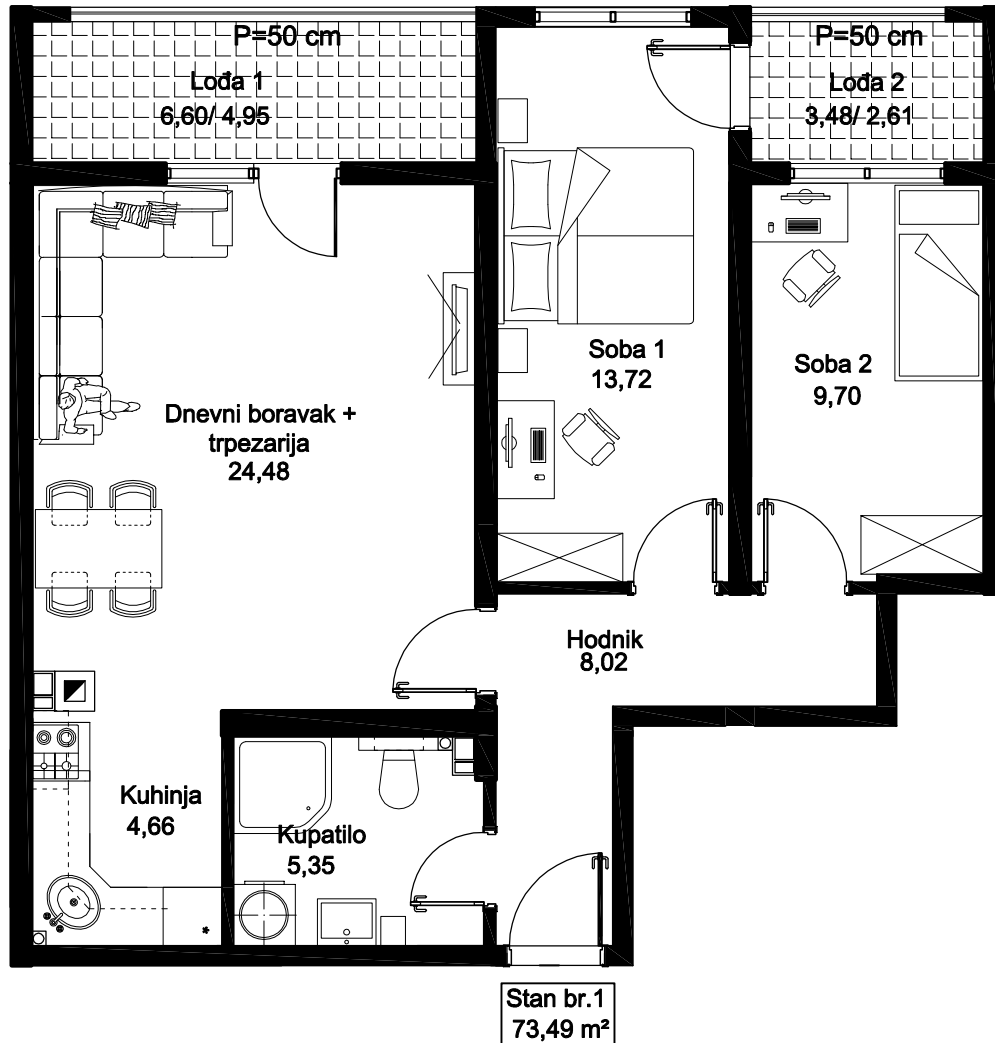 P=50 cm
Lođa 1
6,60/ 4,95
P=50 cm
Lođa 2
3,48/ 2,61
Soba 1
13,72
Soba 2
9,70
Dnevni boravak +
trpezarija
24,48
Hodnik
8,02
Kuhinja
4,66
Kupatilo
5,35
Stan br.1
73,49 m²